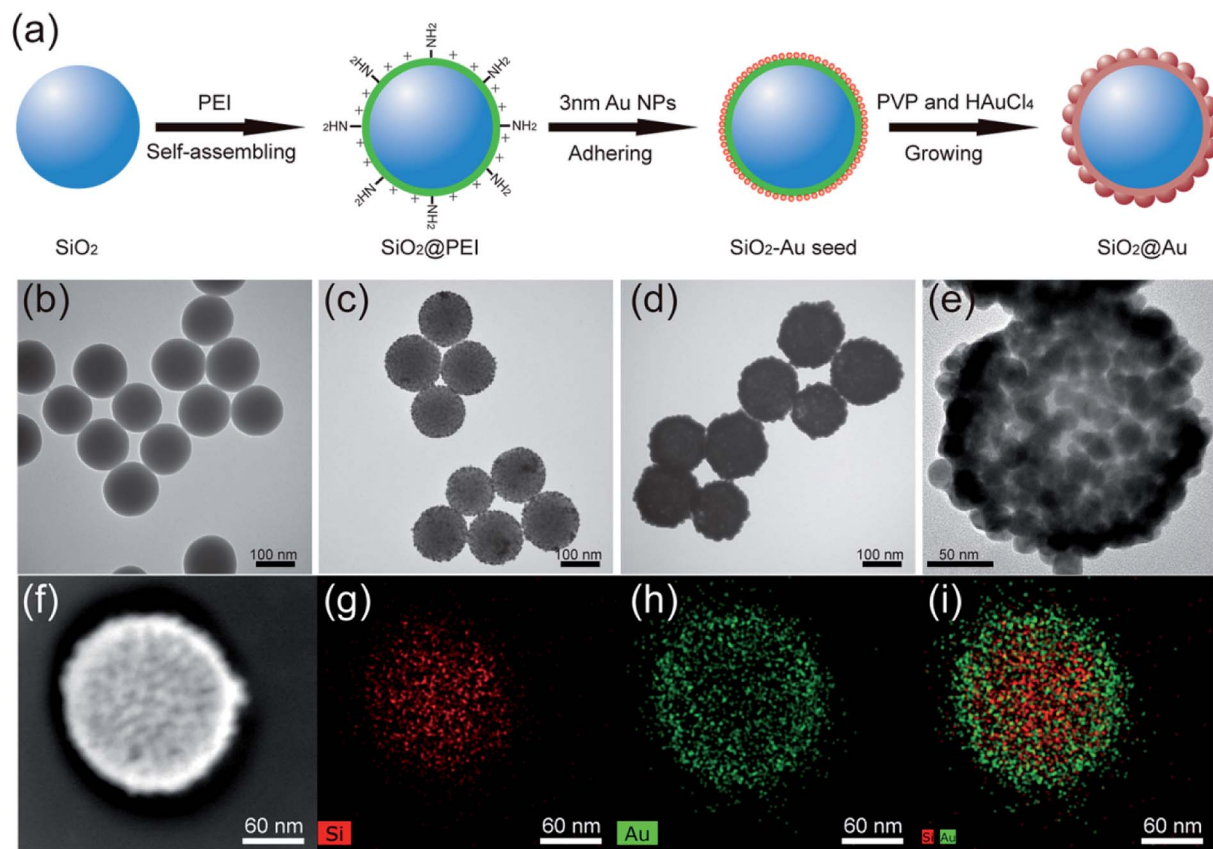 (a)
PEI
Self-assembling
NH₂
NH₂
NH₂
NH₂
NH₂
₂HN
₂HN
₂HN
+ + + + + + + + + + + + + + + +
3nm Au NPs
Adhering
PVP and HAuCl₄
Growing
SiO₂
SiO₂@PEI
SiO₂-Au seed
SiO₂@Au
(b)
100 nm
(c)
100 nm
(d)
100 nm
(e)
50 nm
(f)
60 nm
(g)
Si
60 nm
(h)
Au
60 nm
(i)
Si Au
60 nm